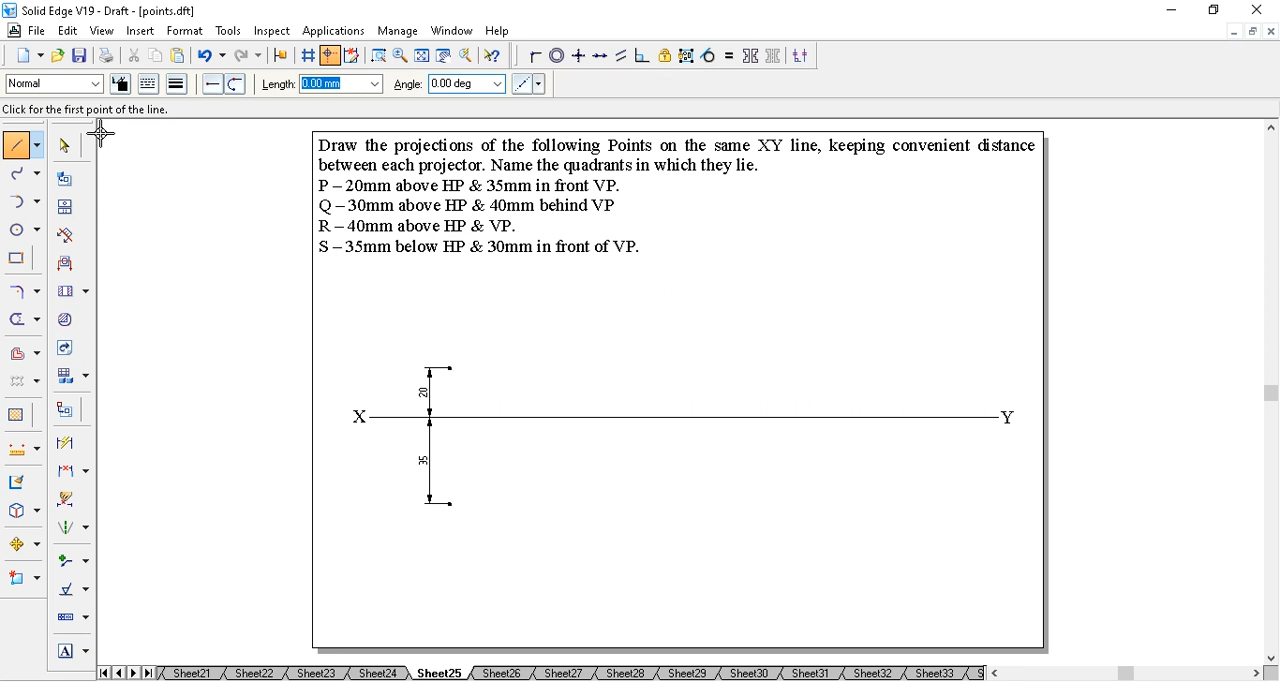 Solid Edge V19 - Draft - [points.dft]
File Edit View Insert Format Tools Inspect Applications Manage Window Help
Normal Length: 0.00 mm Angle: 0.00 deg
Click for the first point of the line.
Draw the projections of the following Points on the same XY line, keeping convenient distance
between each projector. Name the quadrants in which they lie.
P – 20mm above HP & 35mm in front VP.
Q – 30mm above HP & 40mm behind VP
R – 40mm above HP & VP.
S – 35mm below HP & 30mm in front of VP.
20
X Y
35
A
Sheet21 Sheet22 Sheet23 Sheet24 Sheet25 Sheet26 Sheet27 Sheet28 Sheet29 Sheet30 Sheet31 Sheet32 Sheet33 S